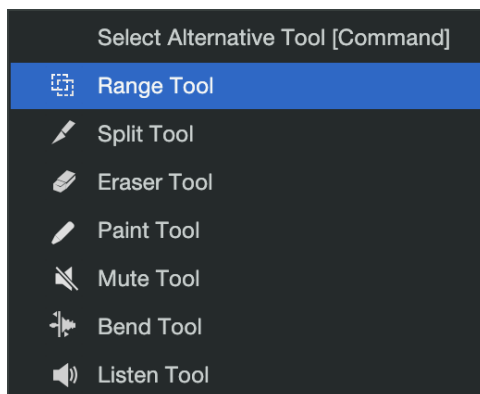 Select Alternative Tool [Command]
Range Tool
Split Tool
Eraser Tool
Paint Tool
Mute Tool
Bend Tool
Listen Tool